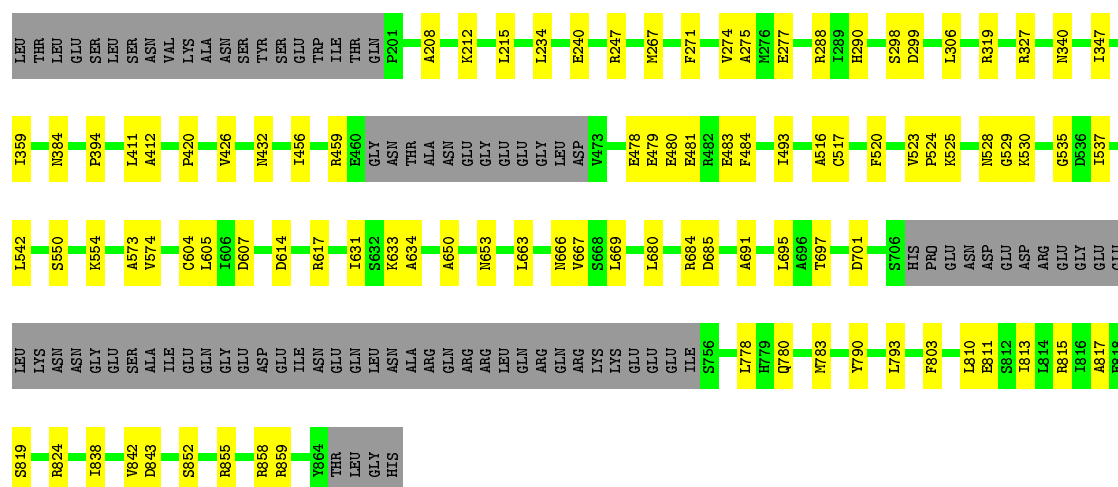 LEU THR LEU GLU SER LEU SER ASN VAL LYS ALA ASN SER TYR SER GLU TRP ILE THR GLN P201 A208 K212 L215 L234 E240 R247 M267 F271 V274 A275 M276 E277 R288 I289 H290 S298 D299 L306 R319 R327 N340 I347
I359 N384 P394 L411 A412 P420 V426 N432 I456 R459 E460 GLY ASN THR ALA ASN GLU GLY GLU GLU GLY LEU ASP V473 E478 E479 E480 E481 R482 E483 F484 I493 A516 C517 F520 V523 P524 K525 N528 G529 K530 G535 D536 I537
L542 S550 K554 A573 V574 C604 L605 I606 D607 D614 R617 I631 S632 K633 A634 A650 N653 L663 N666 V667 S668 L669 L680 R684 D685 A691 L695 A696 T697 D701 S706 HIS PRO GLU ASN ASP GLU ASP ARG GLU GLY GLU GLU
LEU LYS ASN ASN GLY GLU SER ALA ILE GLU GLN GLY GLU ASP GLU ILE ASN GLU GLN LEU ASN ALA ARG GLN ARG ARG LEU GLN ARG GLN ARG LYS LYS GLU GLU GLU ILE S756 L778 H779 Q780 M783 Y790 L793 F803 L810 E811 S812 I813 L814 R815 I816 A817 E818
S819 R824 I838 V842 D843 S852 R855 R858 R859 Y864 THR LEU GLY HIS